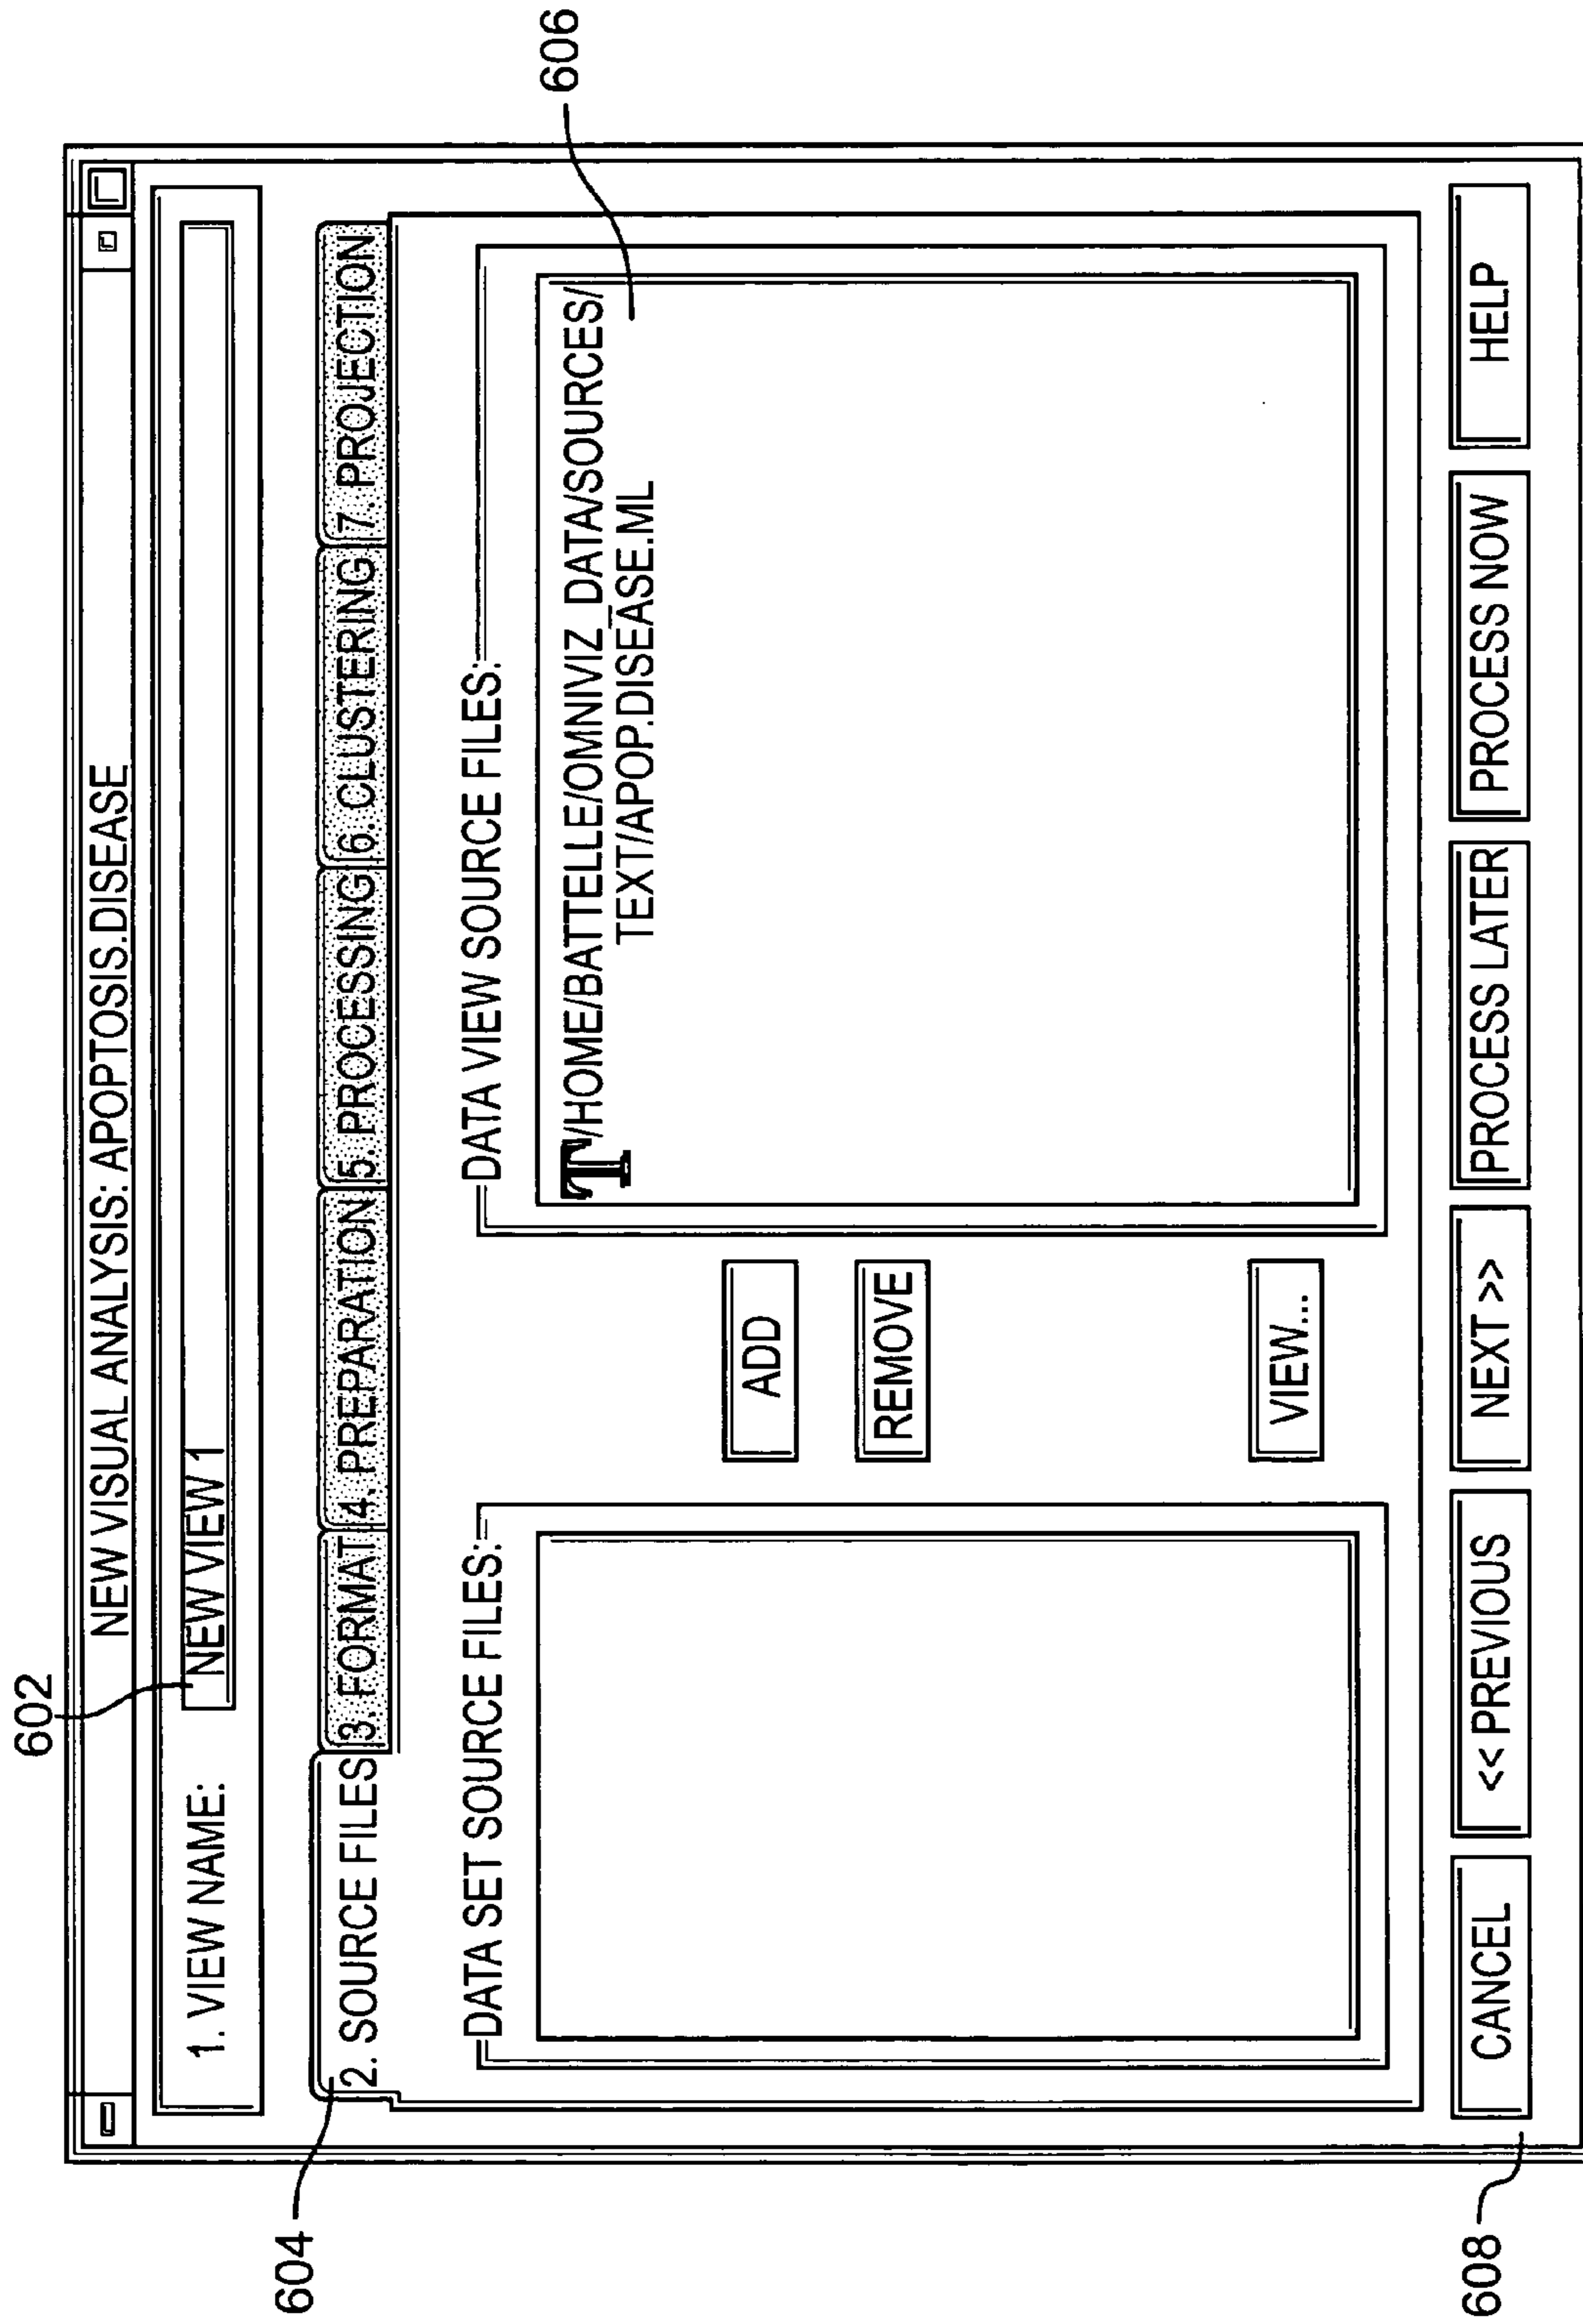 602
NEW VISUAL ANALYSIS: APOPTOSIS.DISEASE
1. VIEW NAME: NEW VIEW 1
604
2. SOURCE FILES 3. FORMAT 4. PREPARATION 5. PROCESSING 6. CLUSTERING 7. PROJECTION
DATA SET SOURCE FILES:
ADD
REMOVE
VIEW...
DATA VIEW SOURCE FILES:
T/HOME/BATTELLE/OMNIVIZ_DATA/SOURCES/
TEXT/APOP.DISEASE.ML
606
608
CANCEL << PREVIOUS NEXT >> PROCESS LATER PROCESS NOW HELP